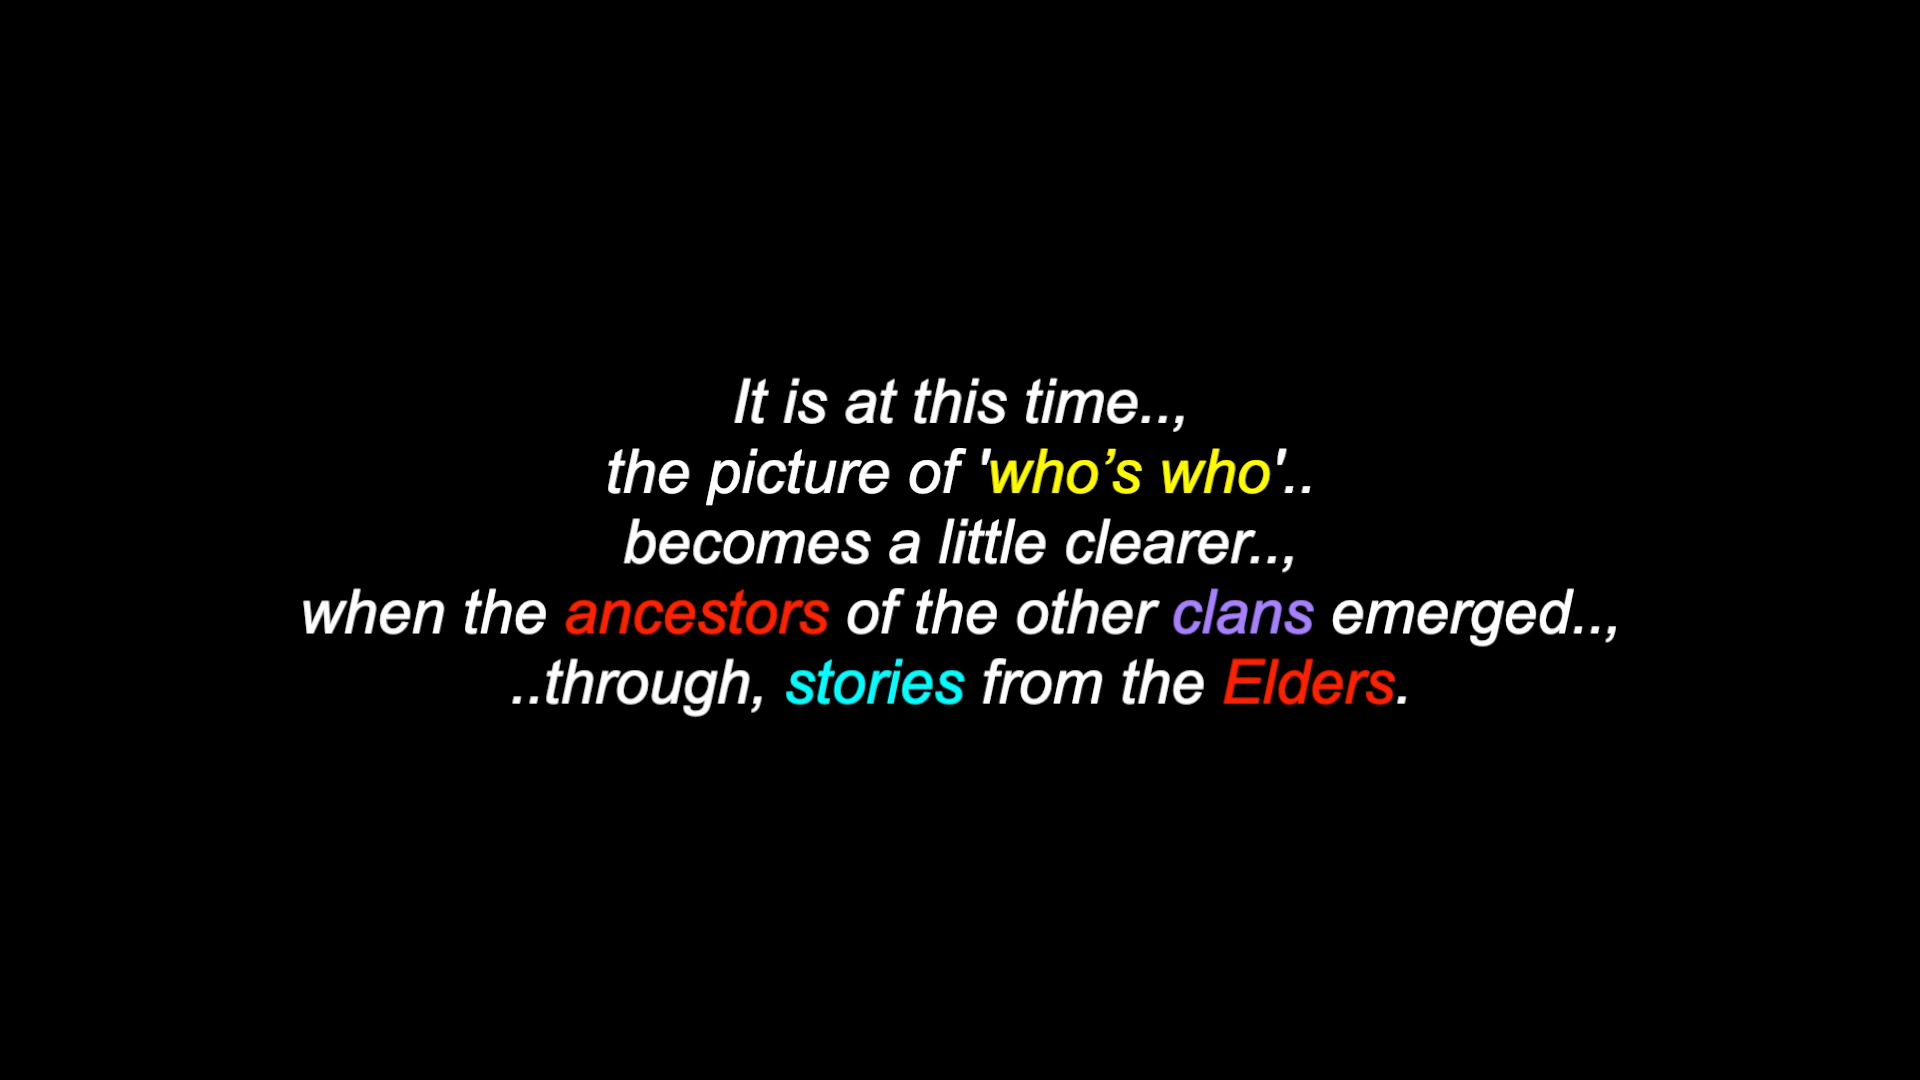 It is at this time..,
the picture of 'who’s who'..
becomes a little clearer..,
when the ancestors of the other clans emerged..,
..through, stories from the Elders.